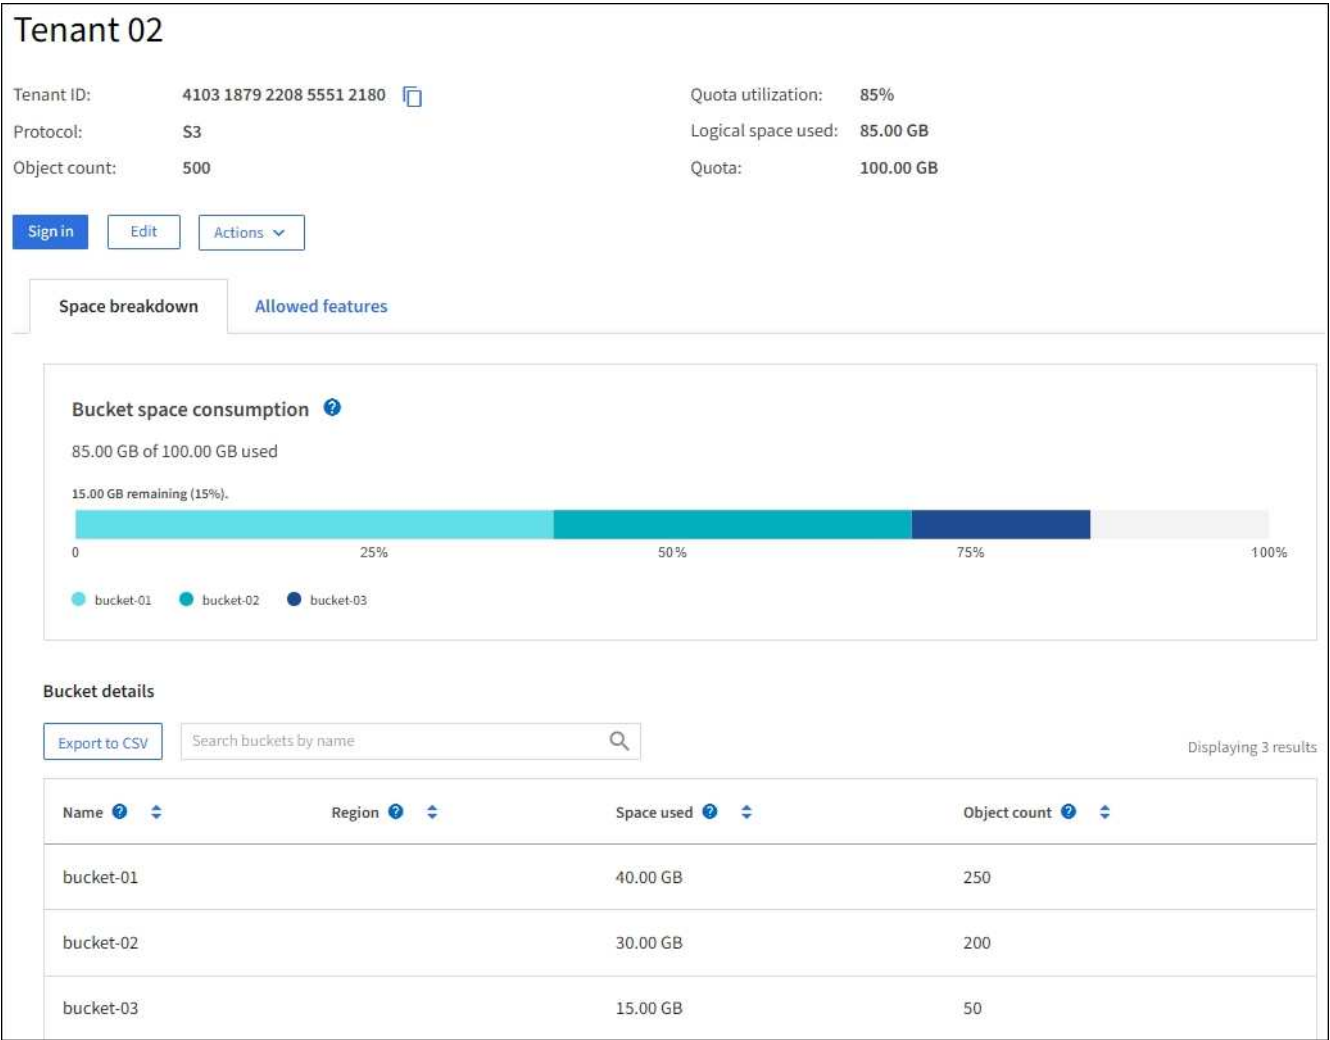 Tenant 02
Tenant ID: 4103 1879 2208 5551 2180 Quota utilization: 85%
Protocol: S3 Logical space used: 85.00 GB
Object count: 500 Quota: 100.00 GB
Sign in Edit Actions
Space breakdown Allowed features
Bucket space consumption
85.00 GB of 100.00 GB used
15.00 GB remaining (15%).
0 25% 50% 75% 100%
bucket-01 bucket-02 bucket-03
Bucket details
Export to CSV Search buckets by name Displaying 3 results
Name Region Space used Object count
bucket-01 40.00 GB 250
bucket-02 30.00 GB 200
bucket-03 15.00 GB 50